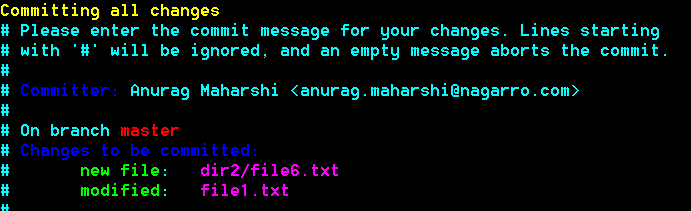 Committing all changes
# Please enter the commit message for your changes. Lines starting
# with '#' will be ignored, and an empty message aborts the commit.
#
# Committer: Anurag Maharshi <anurag.maharshi@nagarro.com>
#
# On branch master
# Changes to be committed:
#       new file:   dir2/file6.txt
#       modified:   file1.txt
#